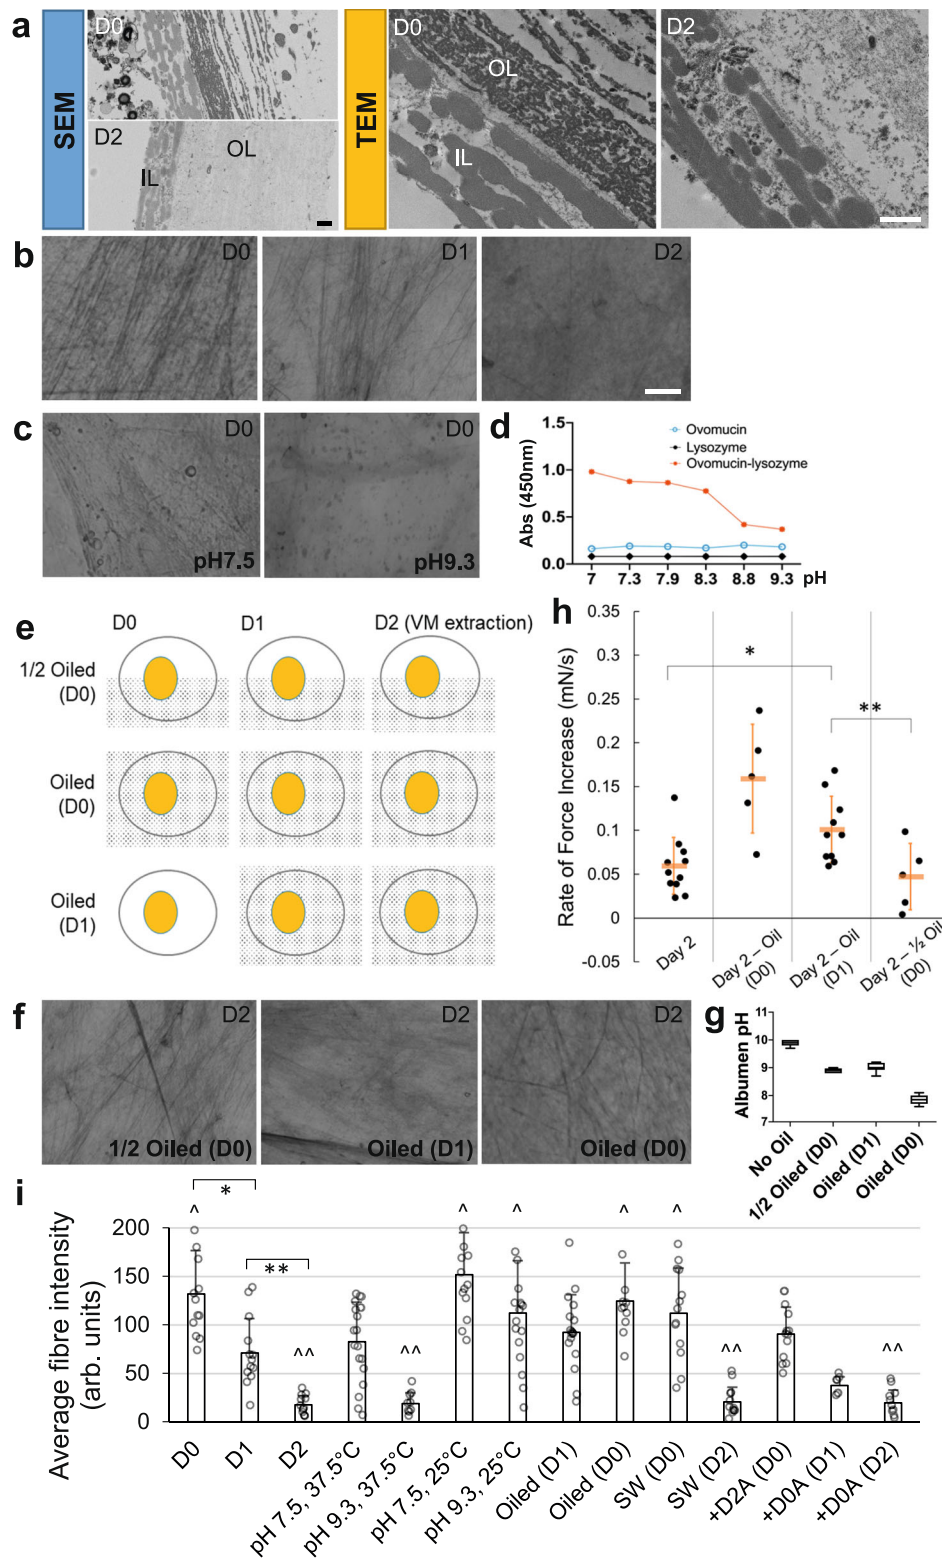 a
SEM
D0
D2
IL
OL
TEM
D0
OL
IL
D2
b
D0
D1
D2
c
D0
pH7.5
D0
pH9.3
d
Abs (450nm)
1.5
1.0
0.5
0.0
Ovomucin
Lysozyme
Ovomucin-lysozyme
7 7.3 7.9 8.3 8.8 9.3 pH
e
D0 D1 D2 (VM extraction)
1/2 Oiled
(D0)
Oiled
(D0)
Oiled
(D1)
h
Rate of Force Increase (mN/s)
0.35
0.3
0.25
0.2
0.15
0.1
0.05
0
-0.05
*
**
Day 2
Day 2 – Oil
(D0)
Day 2 – Oil
(D1)
Day 2 – ½ Oil
(D0)
f
D2
1/2 Oiled (D0)
D2
Oiled (D1)
D2
Oiled (D0)
g
Albumen pH
11
10
9
8
7
No Oil
1/2 Oiled (D0)
Oiled (D1)
Oiled (D0)
i
Average fibre intensity
(arb. units)
200
150
100
50
0
^ * ** ^^ ^^ ^ ^ ^ ^ ^^ ^^
D0
D1
D2
pH 7.5, 37.5°C
pH 9.3, 37.5°C
pH 7.5, 25°C
pH 9.3, 25°C
Oiled (D1)
Oiled (D0)
SW (D0)
SW (D2)
+D2A (D0)
+D0A (D1)
+D0A (D2)